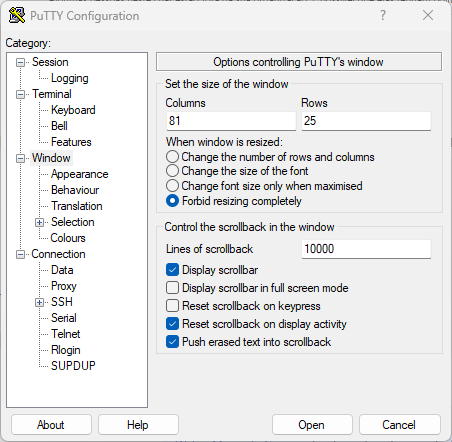 PuTTY Configuration
?
Category:
Session
Logging
Terminal
Keyboard
Bell
Features
Window
Appearance
Behaviour
Translation
Selection
Colours
Connection
Data
Proxy
SSH
Serial
Telnet
Rlogin
SUPDUP
Options controlling PuTTY's window
Set the size of the window
Columns Rows
81 25
When window is resized:
Change the number of rows and columns
Change the size of the font
Change font size only when maximised
Forbid resizing completely
Control the scrollback in the window
Lines of scrollback 10000
Display scrollbar
Display scrollbar in full screen mode
Reset scrollback on keypress
Reset scrollback on display activity
Push erased text into scrollback
About Help Open Cancel